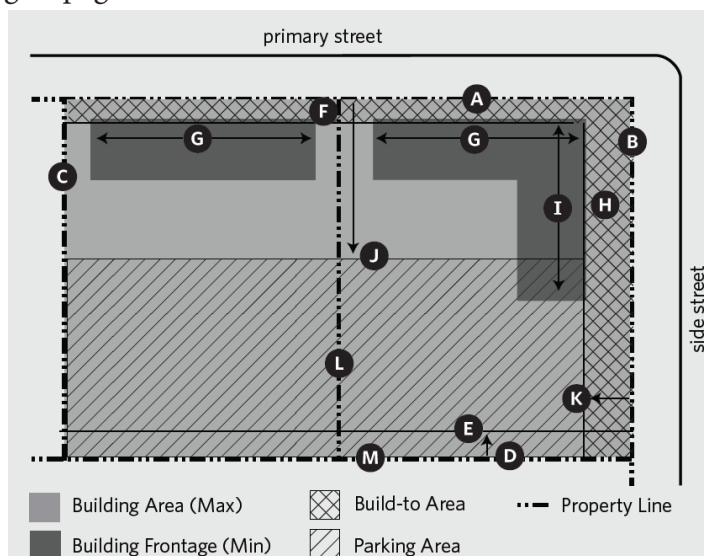 primary street
A
F
B
G
G
C
I
H
J
side street
L
K
E
D
M
Building Area (Max)
Build-to Area
Property Line
Building Frontage (Min)
Parking Area